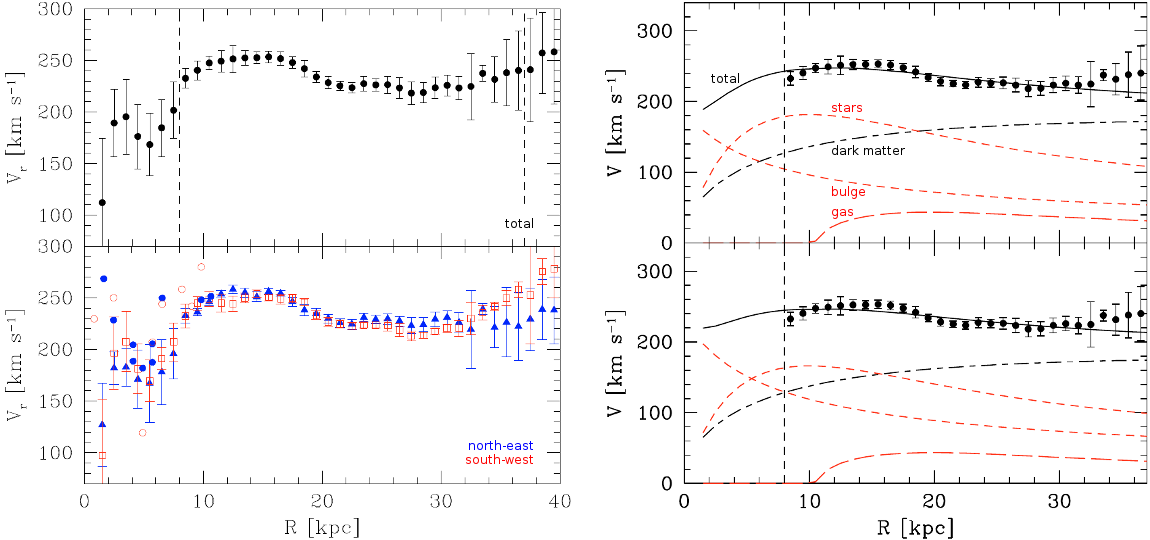 300
250
200
150
100
V_r [km s⁻¹]
total
300
250
200
150
100
V_r [km s⁻¹]
north-east
south-west
0 10 20 30 40
R [kpc]
300
200
100
0
V [km s⁻¹]
total
stars
dark matter
bulge
gas
300
200
100
0
V [km s⁻¹]
0 10 20 30
R [kpc]